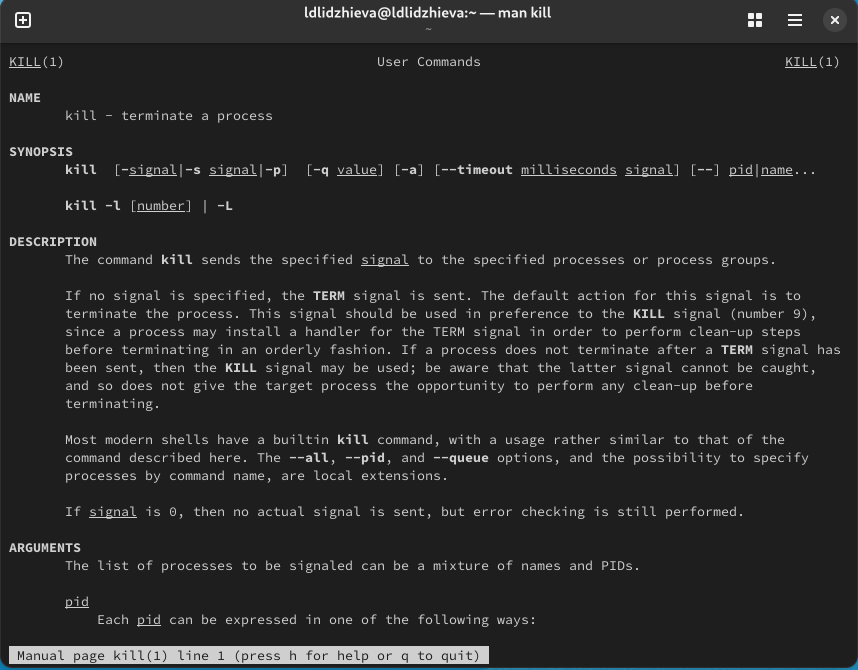 ldlidzhieva@ldlidzhieva:~ — man kill
~
KILL(1) User Commands KILL(1)
NAME
kill - terminate a process
SYNOPSIS
kill [-signal|-s signal|-p] [-q value] [-a] [--timeout milliseconds signal] [--] pid|name...
kill -l [number] | -L
DESCRIPTION
The command kill sends the specified signal to the specified processes or process groups.
If no signal is specified, the TERM signal is sent. The default action for this signal is to
terminate the process. This signal should be used in preference to the KILL signal (number 9),
since a process may install a handler for the TERM signal in order to perform clean-up steps
before terminating in an orderly fashion. If a process does not terminate after a TERM signal has
been sent, then the KILL signal may be used; be aware that the latter signal cannot be caught,
and so does not give the target process the opportunity to perform any clean-up before
terminating.
Most modern shells have a builtin kill command, with a usage rather similar to that of the
command described here. The --all, --pid, and --queue options, and the possibility to specify
processes by command name, are local extensions.
If signal is 0, then no actual signal is sent, but error checking is still performed.
ARGUMENTS
The list of processes to be signaled can be a mixture of names and PIDs.
pid
Each pid can be expressed in one of the following ways:
Manual page kill(1) line 1 (press h for help or q to quit)